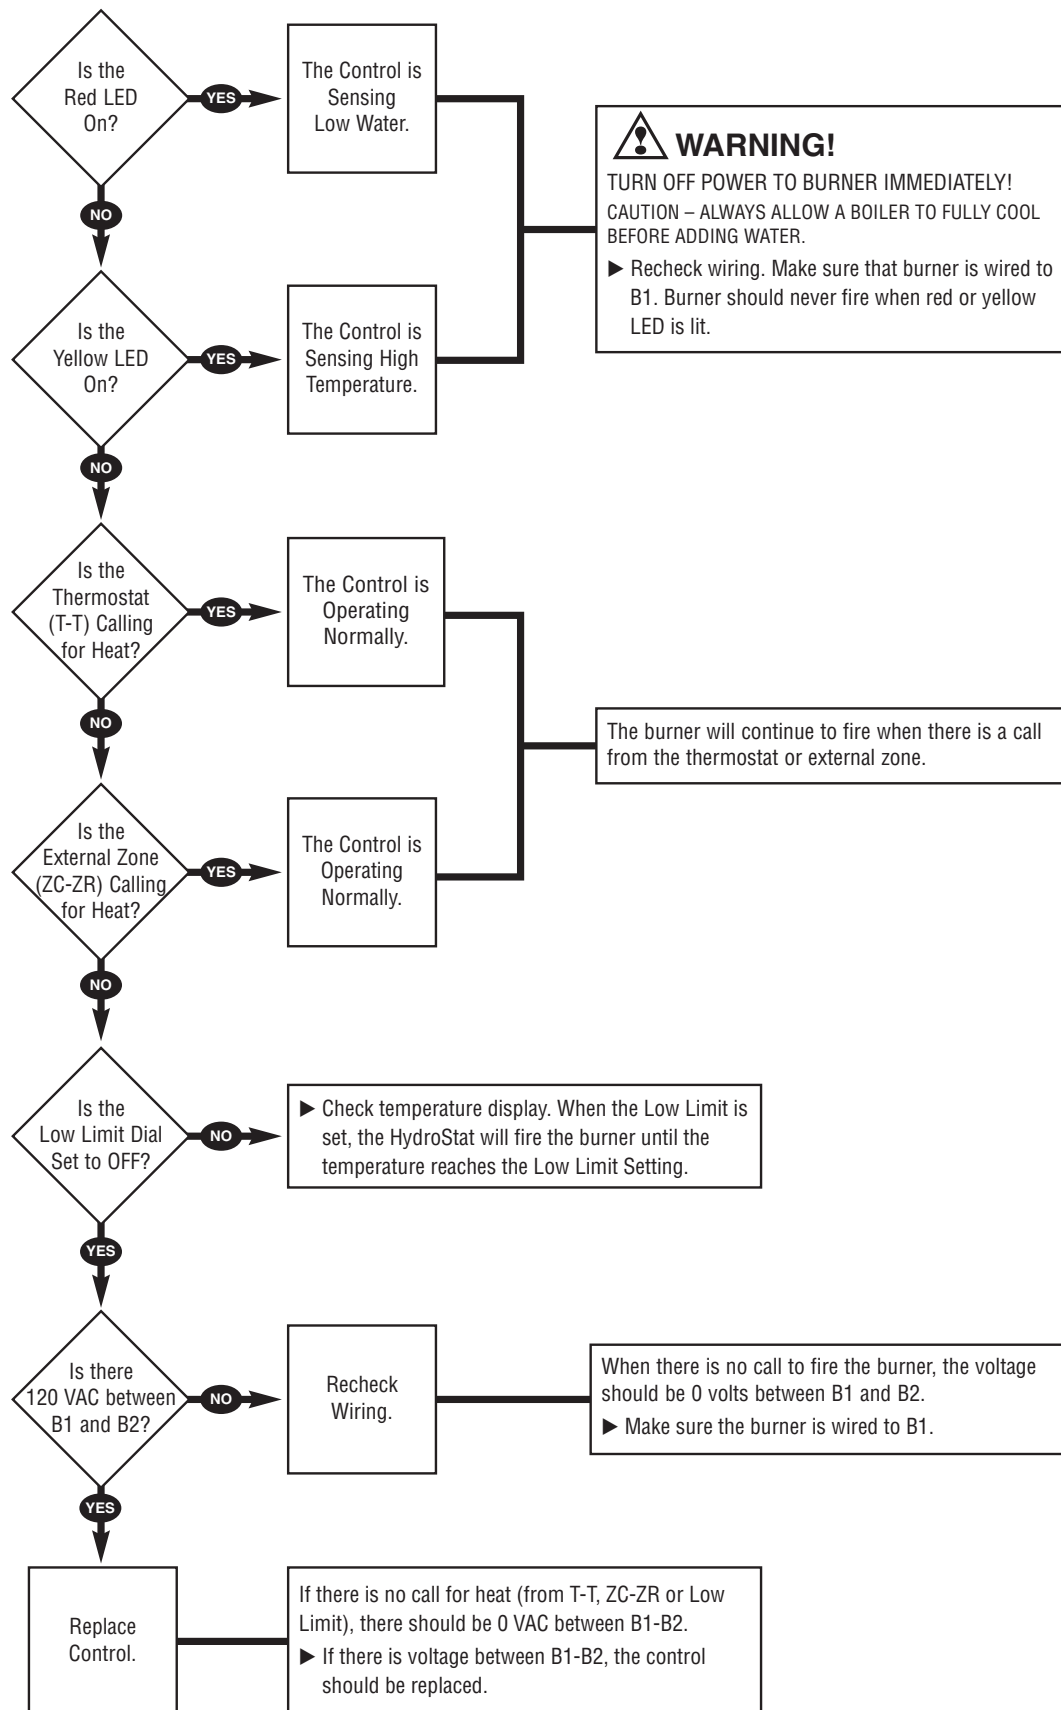 Is the
Red LED
On?
YES
The Control is
Sensing
Low Water.
WARNING!
TURN OFF POWER TO BURNER IMMEDIATELY!
CAUTION – ALWAYS ALLOW A BOILER TO FULLY COOL
BEFORE ADDING WATER.
▶ Recheck wiring. Make sure that burner is wired to
B1. Burner should never fire when red or yellow
LED is lit.
NO
Is the
Yellow LED
On?
YES
The Control is
Sensing High
Temperature.
NO
Is the
Thermostat
(T-T) Calling
for Heat?
YES
The Control is
Operating
Normally.
The burner will continue to fire when there is a call
from the thermostat or external zone.
NO
Is the
External Zone
(ZC-ZR) Calling
for Heat?
YES
The Control is
Operating
Normally.
NO
Is the
Low Limit Dial
Set to OFF?
NO
▶ Check temperature display. When the Low Limit is
set, the HydroStat will fire the burner until the
temperature reaches the Low Limit Setting.
YES
Is there
120 VAC between
B1 and B2?
NO
Recheck
Wiring.
When there is no call to fire the burner, the voltage
should be 0 volts between B1 and B2.
▶ Make sure the burner is wired to B1.
YES
Replace
Control.
If there is no call for heat (from T-T, ZC-ZR or Low
Limit), there should be 0 VAC between B1-B2.
▶ If there is voltage between B1-B2, the control
should be replaced.